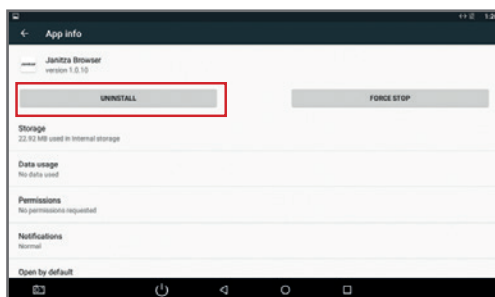 App info
Janitza Browser
version 1.0.10
UNINSTALL
FORCE STOP
Storage
22.92 MB used in Internal storage
Data usage
No data used
Permissions
No permissions requested
Notifications
Normal
Open by default